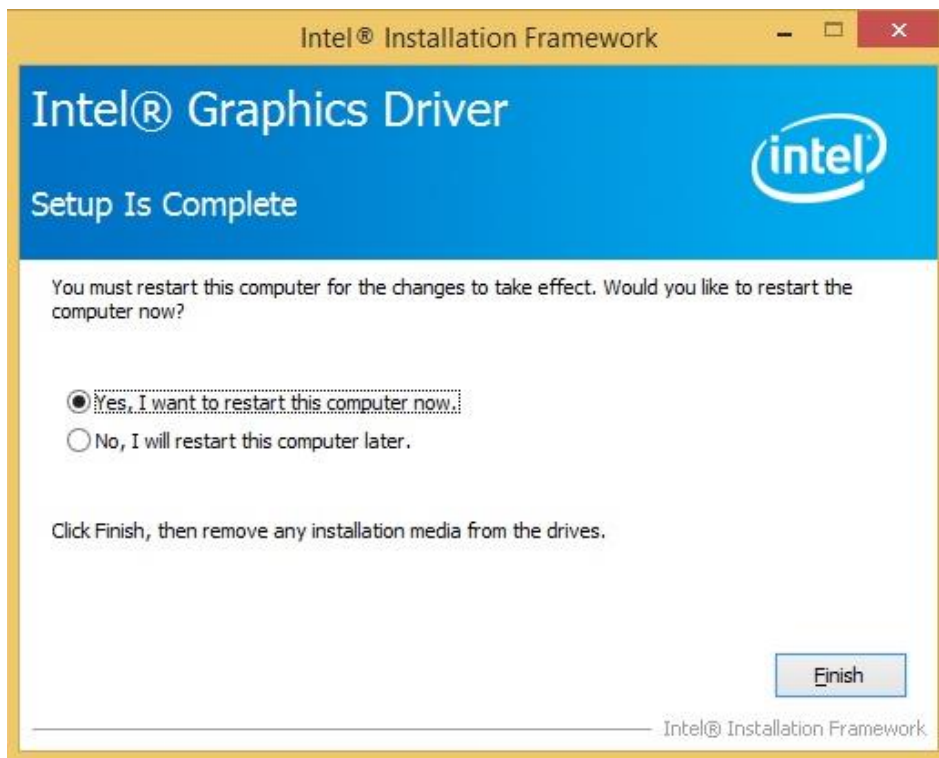 Intel® Installation Framework
Intel® Graphics Driver
intel
Setup Is Complete
You must restart this computer for the changes to take effect. Would you like to restart the
computer now?
Yes, I want to restart this computer now.
No, I will restart this computer later.
Click Finish, then remove any installation media from the drives.
Finish
Intel® Installation Framework